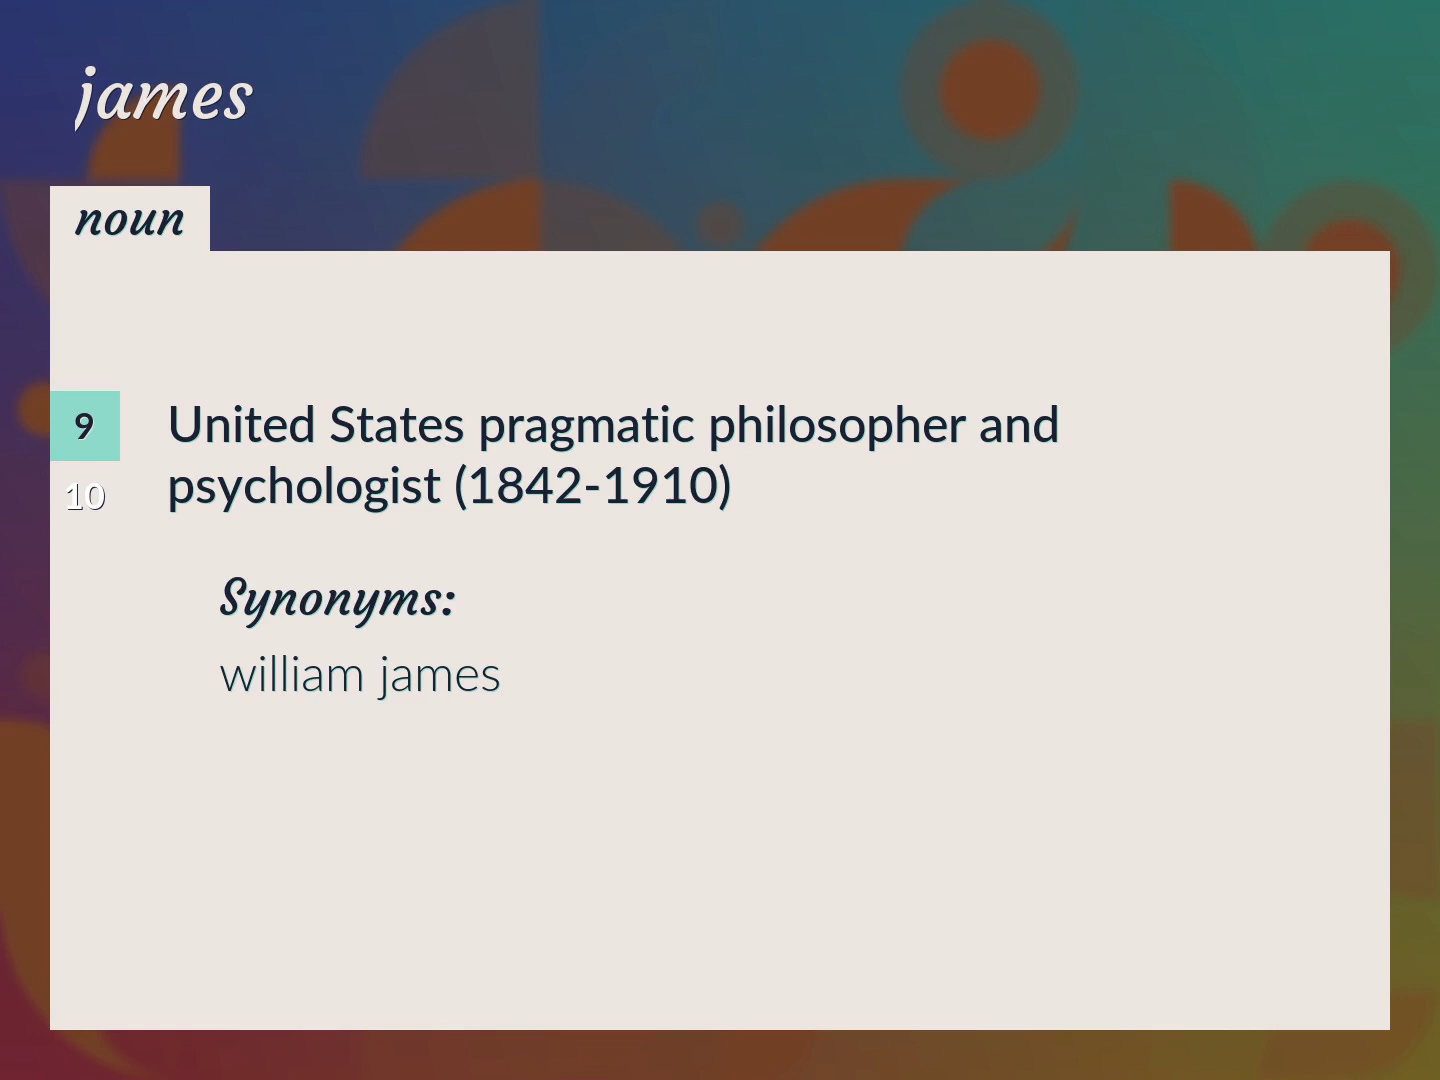 james
noun
9
United States pragmatic philosopher and
10
psychologist (1842-1910)
Synonyms:
william james